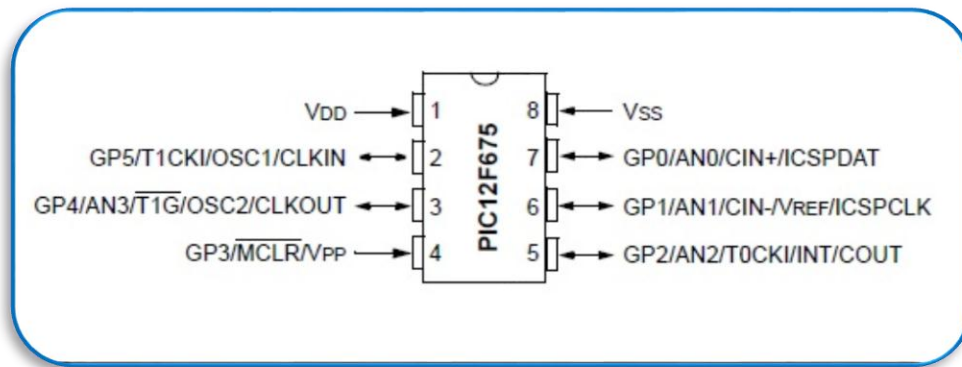 VDD 1 8 VSS
GP5/T1CKI/OSC1/CLKIN 2 7 GP0/AN0/CIN+/ICSPDAT
GP4/AN3/T1G/OSC2/CLKOUT 3 6 GP1/AN1/CIN-/VREF/ICSPCLK
GP3/MCLR/VPP 4 5 GP2/AN2/T0CKI/INT/COUT
PIC12F675